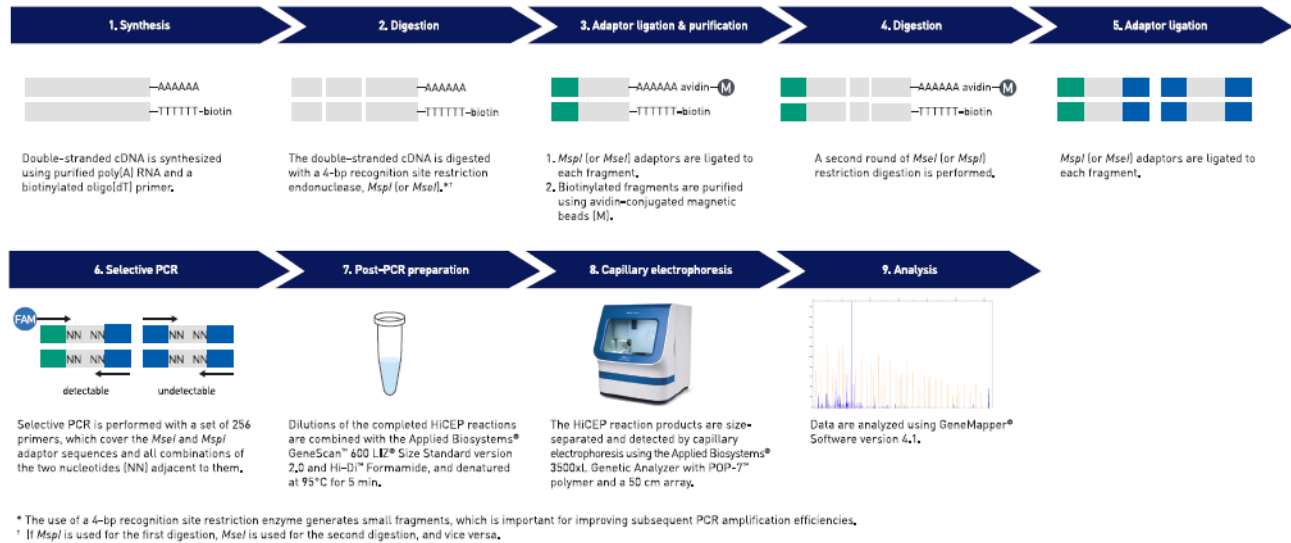 1. Synthesis
2. Digestion
3. Adaptor ligation & purification
4. Digestion
5. Adaptor ligation
AAAAAA
TTTTTT-biotin
AAAAAA
TTTTTT-biotin
AAAAAA avidin-M
TTTTTT-biotin
AAAAAA avidin-M
TTTTTT-biotin
Double-stranded cDNA is synthesized
using purified poly(A) RNA and a
biotinylated oligo(dT) primer.
The double-stranded cDNA is digested
with a 4-bp recognition site restriction
endonuclease, MspI (or MseI).*†
1. MspI (or MseI) adaptors are ligated to
each fragment.
2. Biotinylated fragments are purified
using avidin-conjugated magnetic
beads (M).
A second round of MseI (or MspI)
restriction digestion is performed.
MspI (or MseI) adaptors are ligated to
each fragment.
6. Selective PCR
7. Post-PCR preparation
8. Capillary electrophoresis
9. Analysis
FAM
NN NN
NN NN
NN NN
NN NN
detectable
undetectable
Selective PCR is performed with a set of 256
primers, which cover the MseI and MspI
adaptor sequences and all combinations of
the two nucleotides (NN) adjacent to them.
Dilutions of the completed HiCEP reactions
are combined with the Applied Biosystems®
GeneScan™ 600 LIZ® Size Standard version
2.0 and Hi-Di™ Formamide, and denatured
at 95°C for 5 min.
The HiCEP reaction products are size-
separated and detected by capillary
electrophoresis using the Applied Biosystems®
3500xL Genetic Analyzer with POP-7™
polymer and a 50 cm array.
Data are analyzed using GeneMapper®
Software version 4.1.
* The use of a 4-bp recognition site restriction enzyme generates small fragments, which is important for improving subsequent PCR amplification efficiencies.
† If MspI is used for the first digestion, MseI is used for the second digestion, and vice versa.